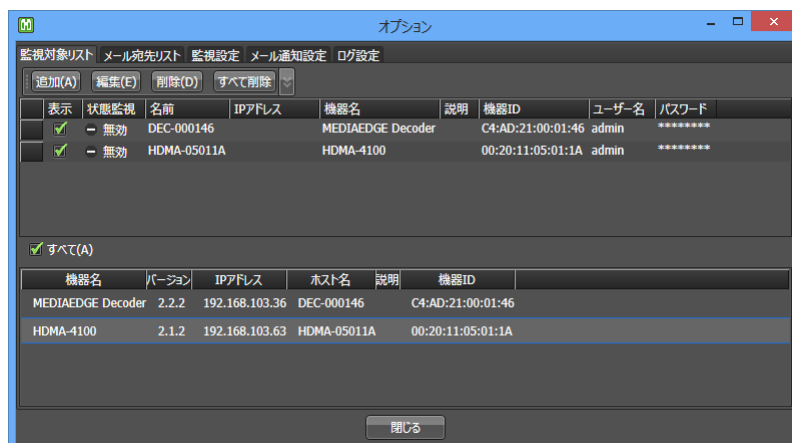 オプション
監視対象リスト メール宛先リスト 監視設定 メール通知設定 ログ設定
追加(A) 編集(E) 削除(D) すべて削除
表示 状態監視 名前 IPアドレス 機器名 説明 機器ID ユーザー名 パスワード
無効 DEC-000146 MEDIAEDGE Decoder C4:AD:21:00:01:46 admin ********
無効 HDMA-05011A HDMA-4100 00:20:11:05:01:1A admin ********
すべて(A)
機器名 バージョン IPアドレス ホスト名 説明 機器ID
MEDIAEDGE Decoder 2.2.2 192.168.103.36 DEC-000146 C4:AD:21:00:01:46
HDMA-4100 2.1.2 192.168.103.63 HDMA-05011A 00:20:11:05:01:1A
閉じる